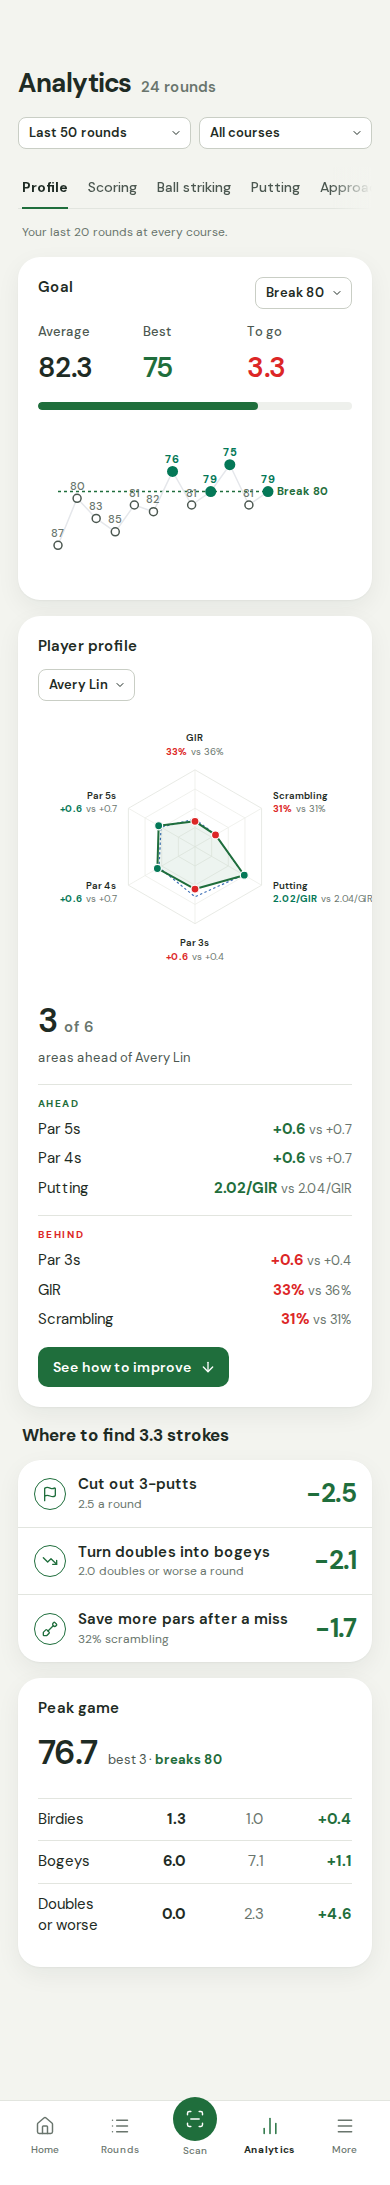 Analytics 24 rounds
Last 50 rounds All courses
Profile Scoring Ball striking Putting Approa
Your last 20 rounds at every course.
Goal Break 80
Average Best To go
82.3 75 3.3
87 80 83 85 81 82 76 81 79 75 81 79 Break 80
Player profile
Avery Lin
GIR
33% vs 36%
Par 5s
+0.6 vs +0.7
Scrambling
31% vs 31%
Par 4s
+0.6 vs +0.7
Putting
2.02/GIR vs 2.04/GIR
Par 3s
+0.6 vs +0.4
3 of 6
areas ahead of Avery Lin
AHEAD
Par 5s +0.6 vs +0.7
Par 4s +0.6 vs +0.7
Putting 2.02/GIR vs 2.04/GIR
BEHIND
Par 3s +0.6 vs +0.4
GIR 33% vs 36%
Scrambling 31% vs 31%
See how to improve ↓
Where to find 3.3 strokes
Cut out 3-putts −2.5
2.5 a round
Turn doubles into bogeys −2.1
2.0 doubles or worse a round
Save more pars after a miss −1.7
32% scrambling
Peak game
76.7 best 3 · breaks 80
Birdies 1.3 1.0 +0.4
Bogeys 6.0 7.1 +1.1
Doubles
or worse 0.0 2.3 +4.6
Home Rounds Scan Analytics More